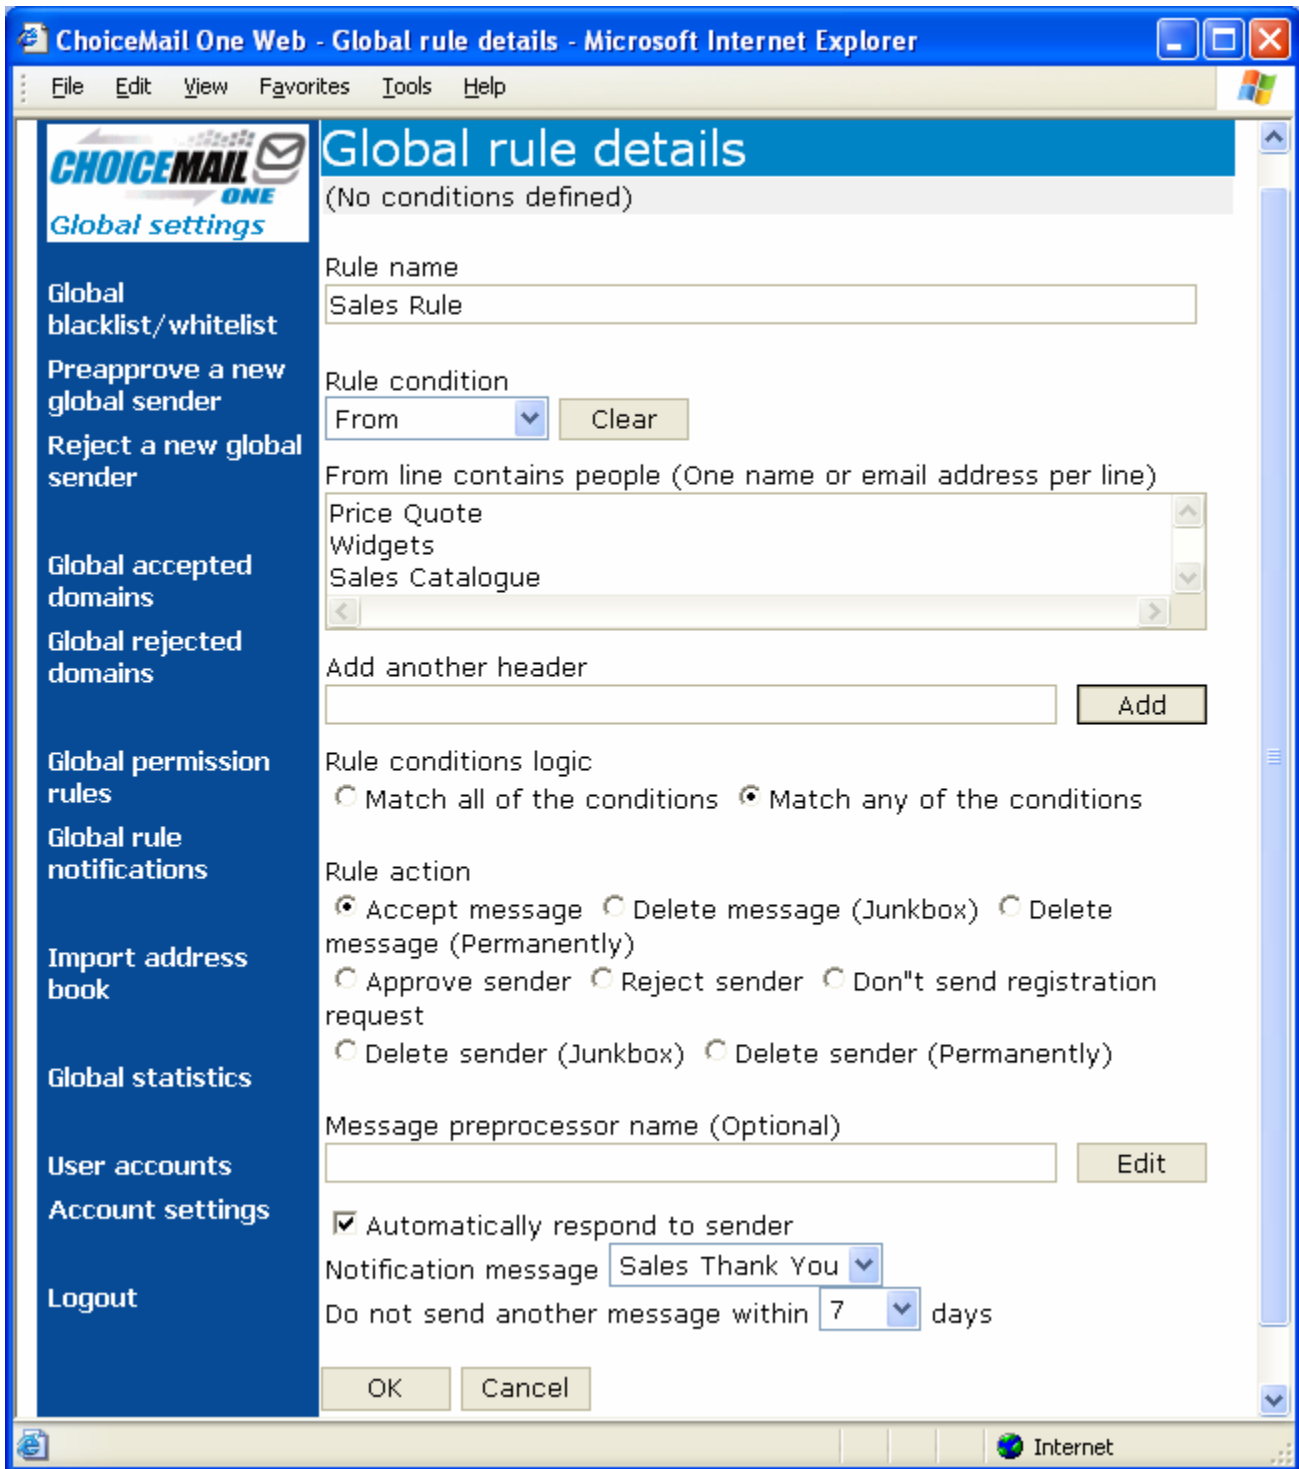 ChoiceMail One Web - Global rule details - Microsoft Internet Explorer
File Edit View Favorites Tools Help
CHOICEMAIL
ONE
Global settings
Global
blacklist/whitelist
Preapprove a new
global sender
Reject a new global
sender
Global accepted
domains
Global rejected
domains
Global permission
rules
Global rule
notifications
Import address
book
Global statistics
User accounts
Account settings
Logout
Global rule details
(No conditions defined)
Rule name
Sales Rule
Rule condition
From Clear
From line contains people (One name or email address per line)
Price Quote
Widgets
Sales Catalogue
Add another header
Add
Rule conditions logic
Match all of the conditions Match any of the conditions
Rule action
Accept message Delete message (Junkbox) Delete
message (Permanently)
Approve sender Reject sender Don"t send registration
request
Delete sender (Junkbox) Delete sender (Permanently)
Message preprocessor name (Optional)
Edit
Automatically respond to sender
Notification message Sales Thank You
Do not send another message within 7 days
OK Cancel
Internet